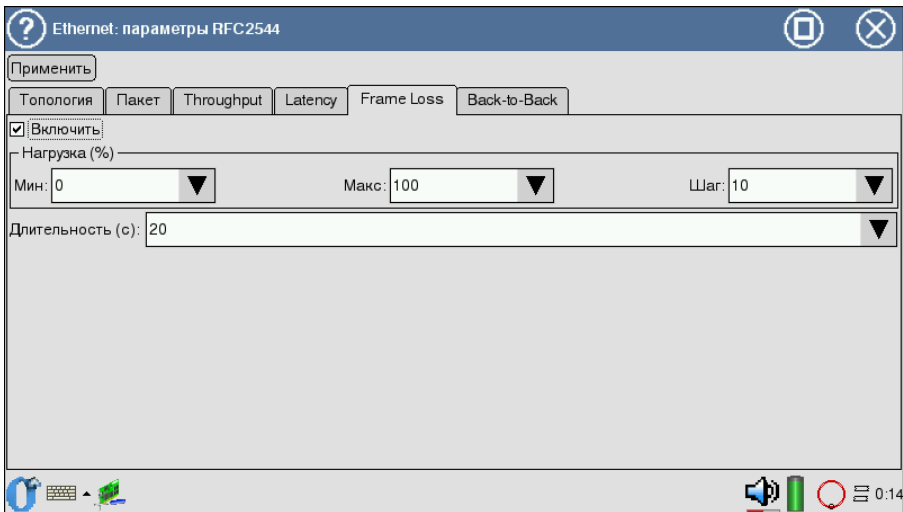 Ethernet: параметры RFC2544
Применить
Топология Пакет Throughput Latency Frame Loss Back-to-Back
Включить
Нагрузка (%)
Мин: 0 Макс: 100 Шаг: 10
Длительность (с): 20
0:14